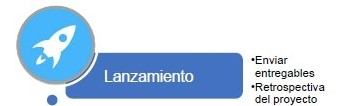 Lanzamiento
•Enviar
entregables
•Retrospectiva
del proyecto